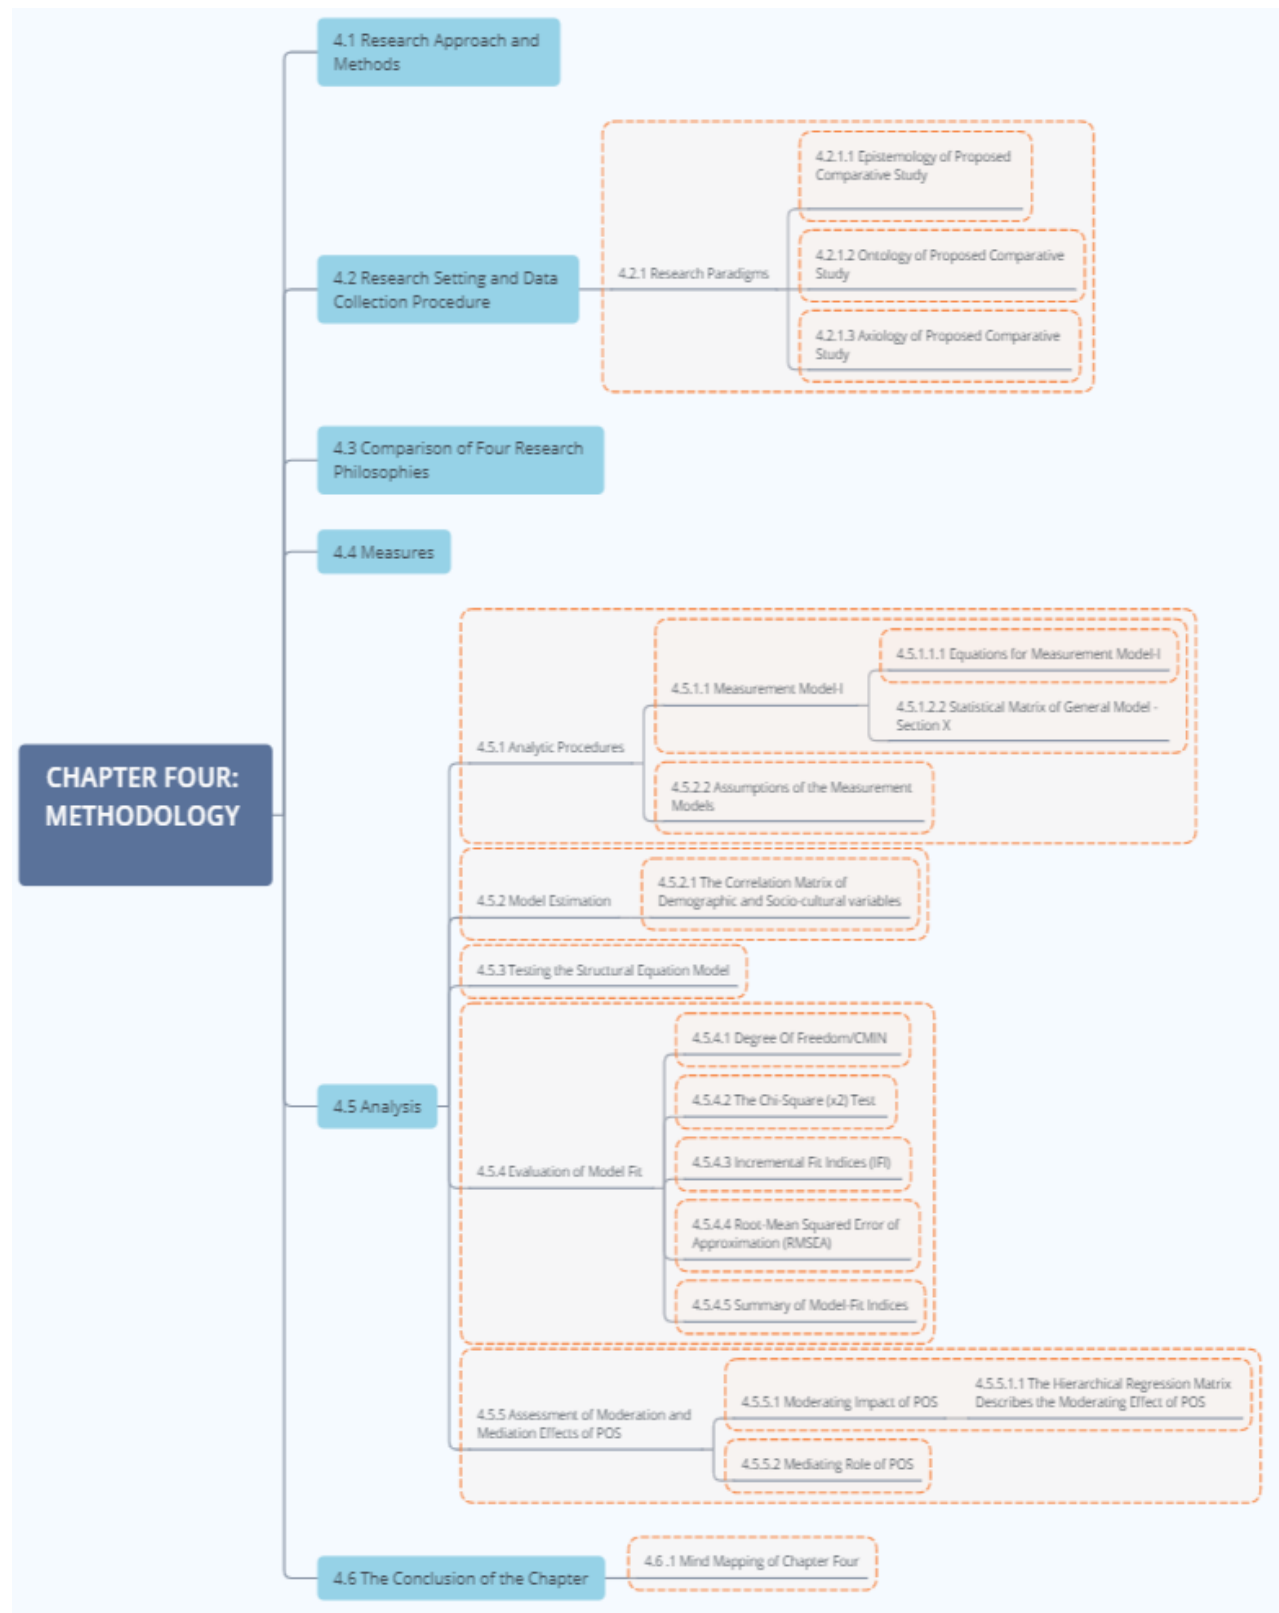 4.1 Research Approach and
Methods
4.2.1.1 Epistemology of Proposed
Comparative Study
4.2.1.2 Ontology of Proposed Comparative
Study
4.2 Research Setting and Data
Collection Procedure
4.2.1 Research Paradigms
4.2.1.3 Axiology of Proposed Comparative
Study
4.3 Comparison of Four Research
Philosophies
4.4 Measures
4.5.1.1.1 Equations for Measurement Model-I
4.5.1.1 Measurement Model-I
4.5.1.2.2 Statistical Matrix of General Model -
Section X
4.5.1 Analytic Procedures
4.5.2.2 Assumptions of the Measurement
Models
CHAPTER FOUR:
METHODOLOGY
4.5.2.1 The Correlation Matrix of
Demographic and Socio-cultural variables
4.5.2 Model Estimation
4.5.3 Testing the Structural Equation Model
4.5.4.1 Degree Of Freedom/CMIN
4.5.4.2 The Chi-Square (x2) Test
4.5 Analysis
4.5.4.3 Incremental Fit Indices (IFI)
4.5.4 Evaluation of Model Fit
4.5.4.4 Root-Mean Squared Error of
Approximation (RMSEA)
4.5.4.5 Summary of Model-Fit Indices
4.5.5.1.1 The Hierarchical Regression Matrix
Describes the Moderating Effect of POS
4.5.5.1 Moderating Impact of POS
4.5.5 Assessment of Moderation and
Mediation Effects of POS
4.5.5.2 Mediating Role of POS
4.6 .1 Mind Mapping of Chapter Four
4.6 The Conclusion of the Chapter